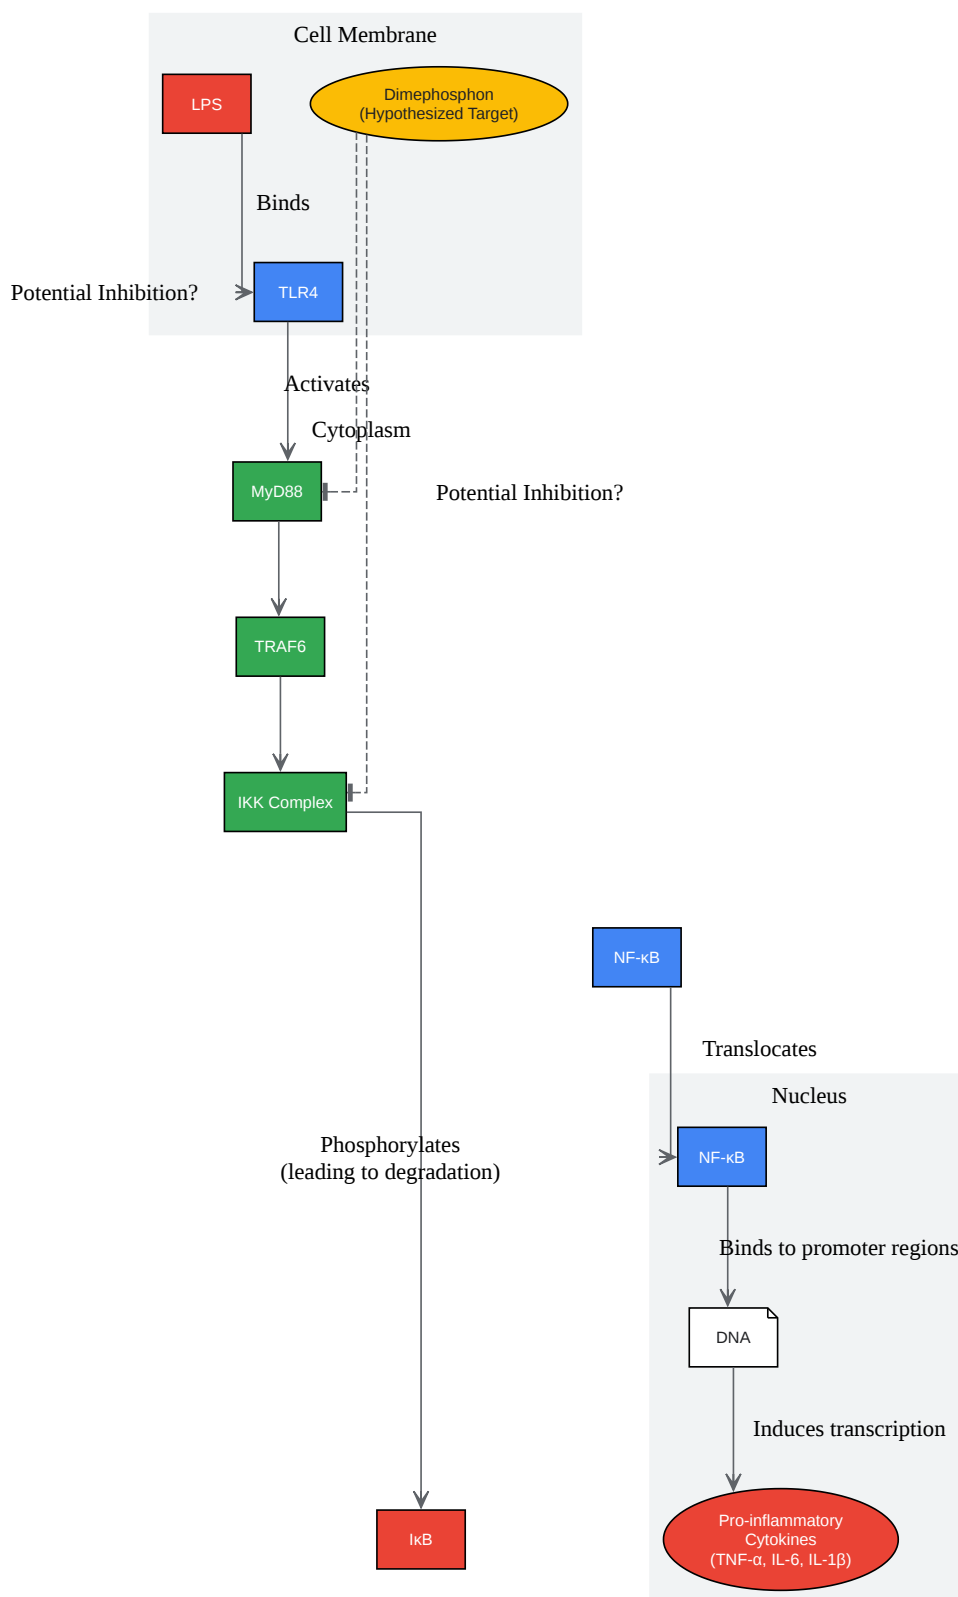 Cell Membrane
LPS
Dimephosphon
(Hypothesized Target)
Binds
Potential Inhibition?
TLR4
Activates
Cytoplasm
MyD88
Potential Inhibition?
TRAF6
IKK Complex
NF-κB
Translocates
Nucleus
Phosphorylates
(leading to degradation)
NF-κB
Binds to promoter regions
DNA
Induces transcription
IκB
Pro-inflammatory
Cytokines
(TNF-α, IL-6, IL-1β)